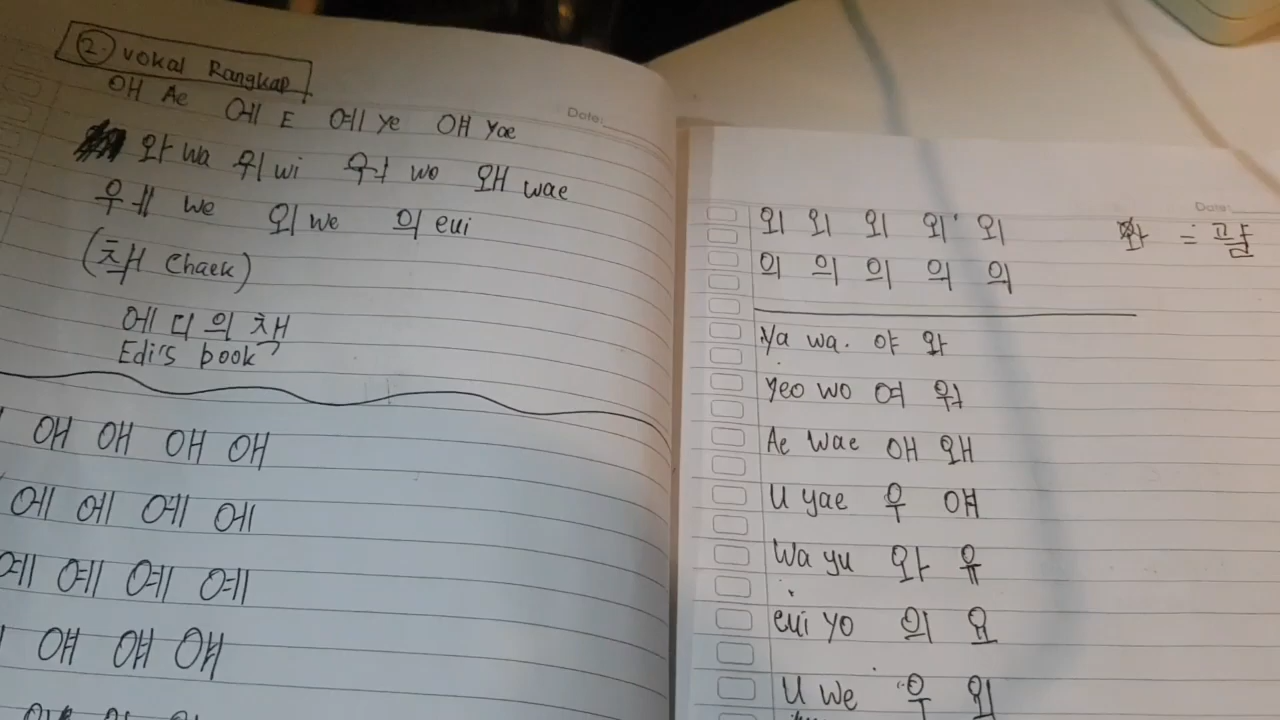 2. Vokal Rangkap
애 Ae 에 E 예 ye 얘 yae
와 wa 위 wi 워 wo 왜 wae
웨 we 외 we 의 eui
(책 Chaek)
에디의 책
Edi's book
애 애 애 애
에 에 에 에
예 예 예 예
얘 얘 얘
Date:
Date:
외 외 외 외 외
의 의 의 의 의
Ya wa. 야 와
Yeo wo 여 워
Ae wae 애 왜
U yae 우 얘
Wa yu 와 유
eui yo 의 요
U we 우 외